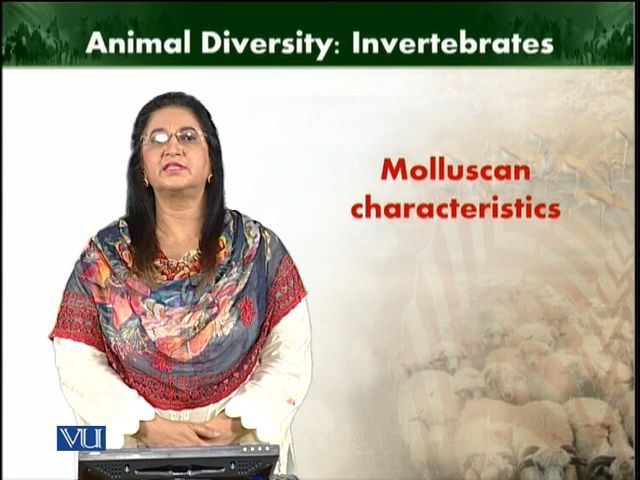 Animal Diversity: Invertebrates
Molluscan
characteristics
VU